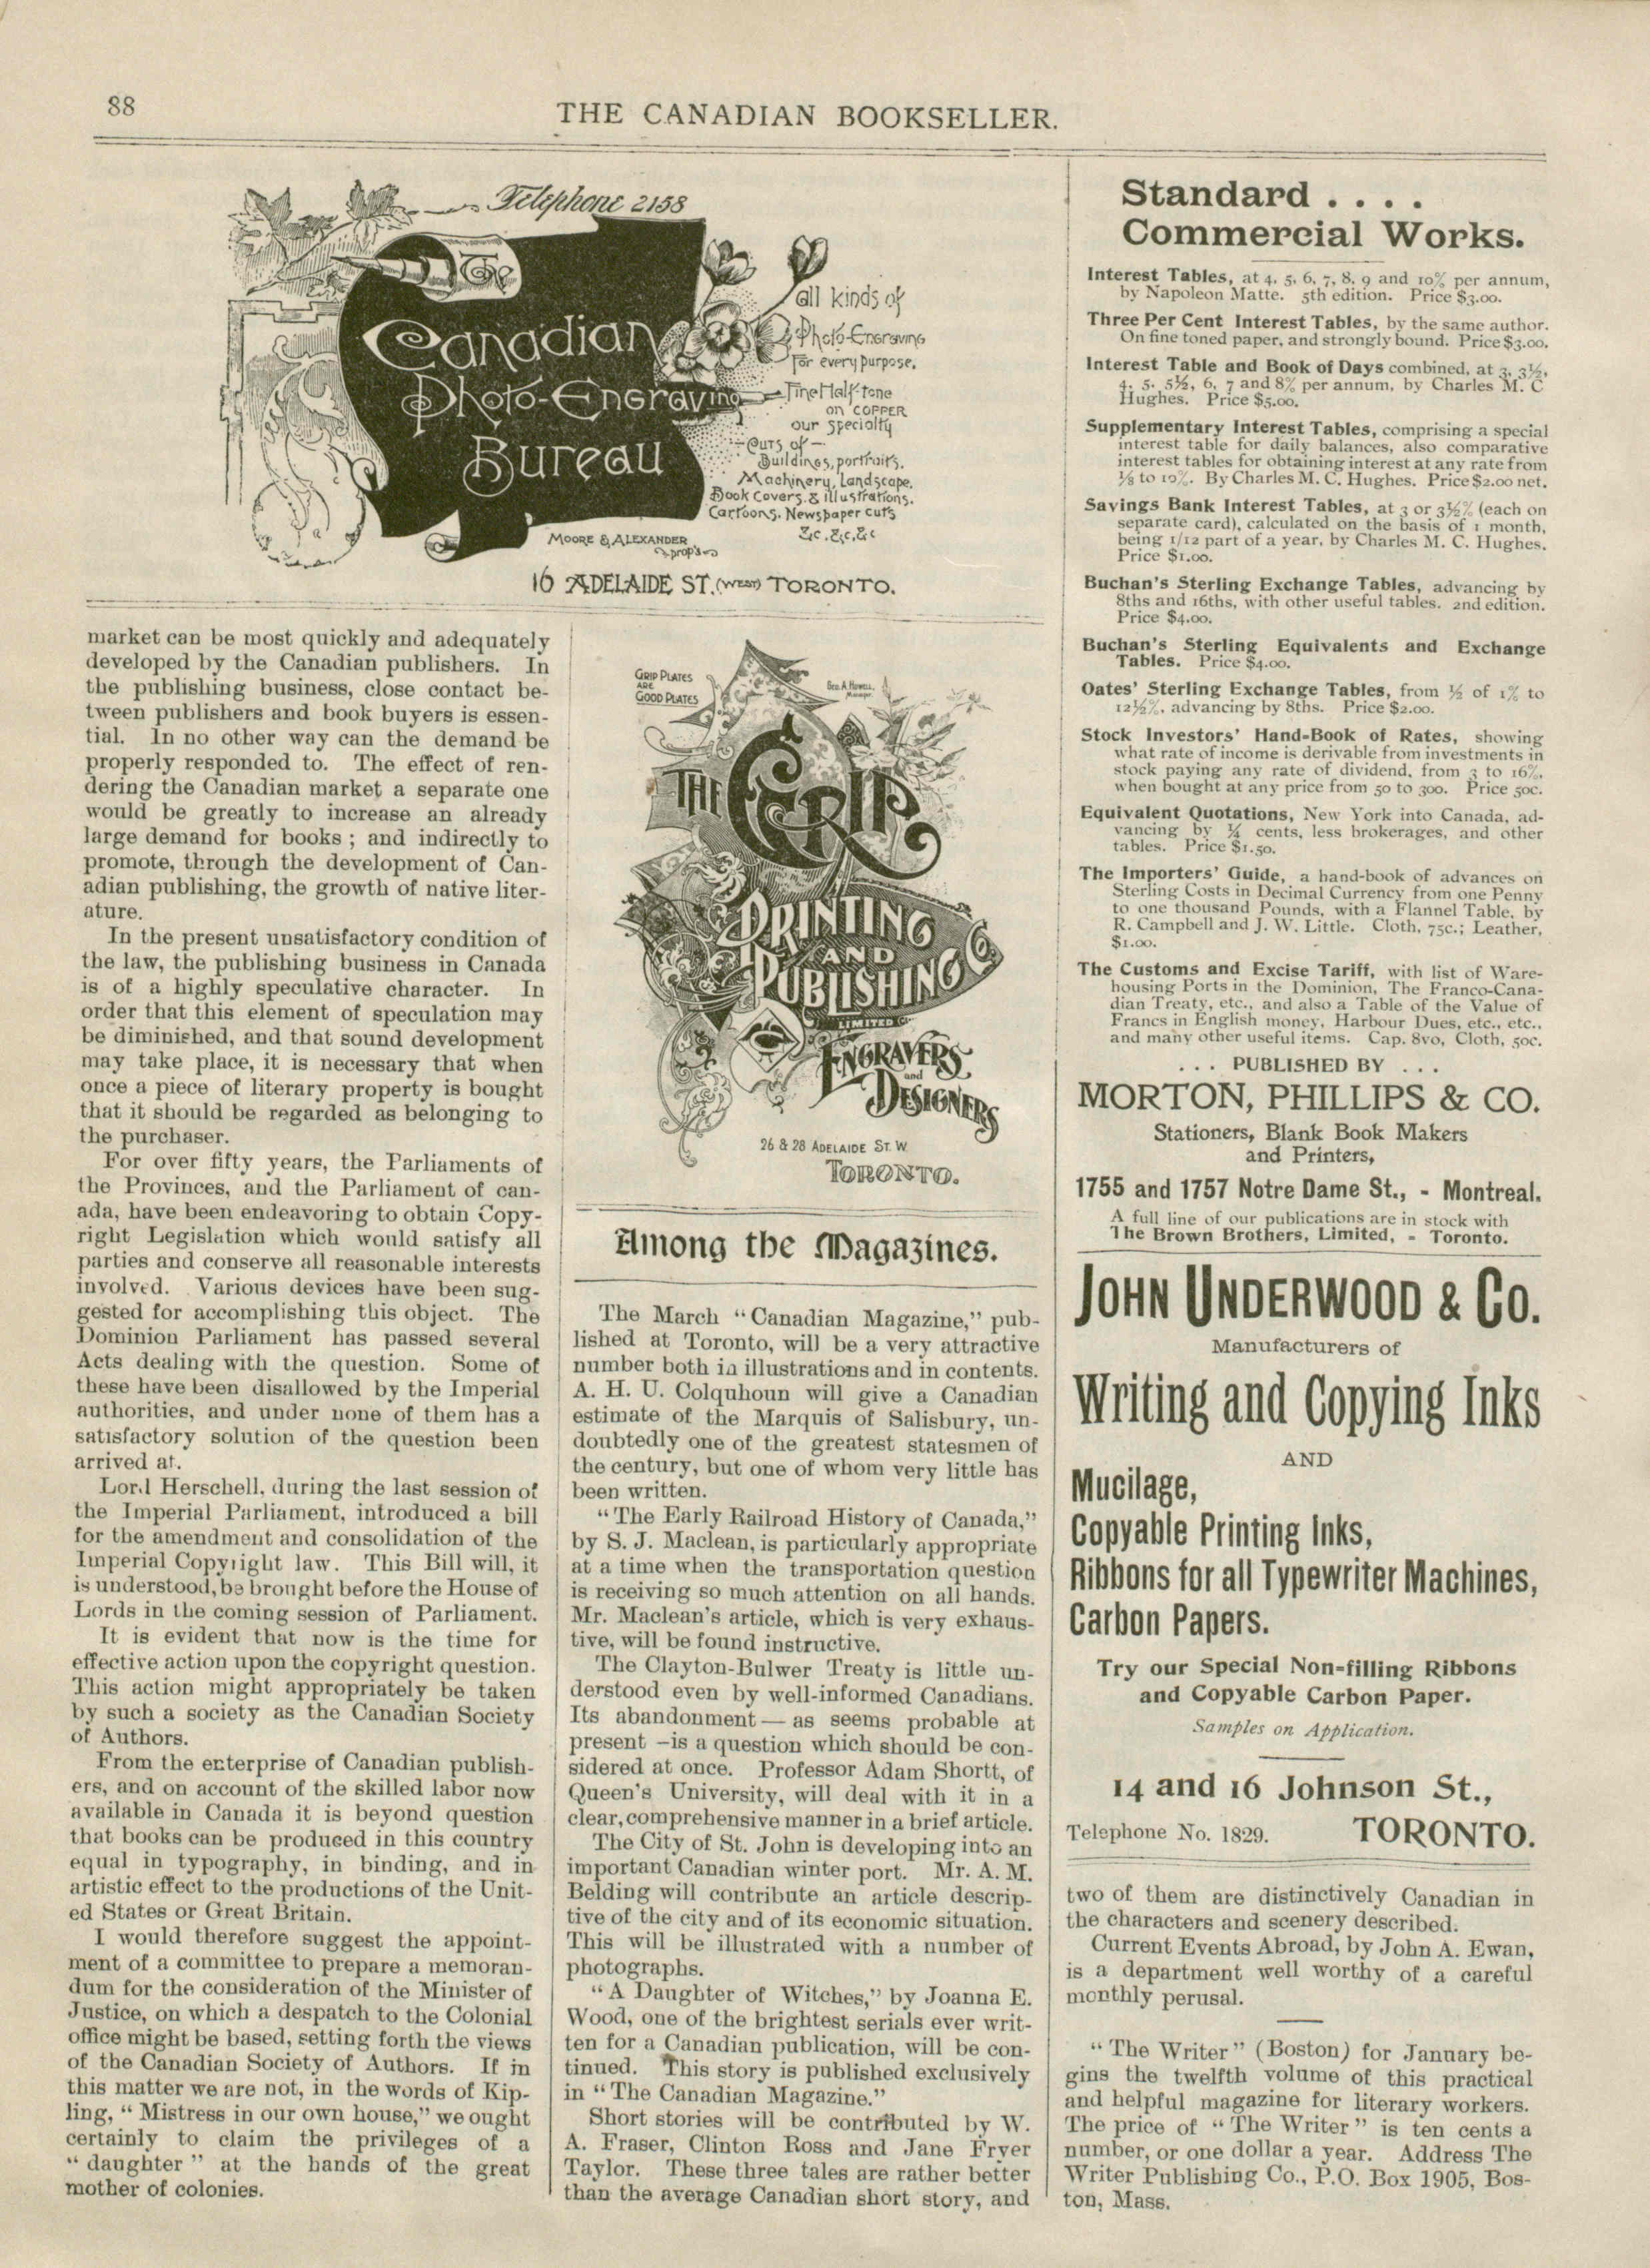 88
THE CANADIAN BOOKSELLER.
Telephone 2158
The
Canadian
Photo-Engraving
Bureau
all kinds of
Photo-Engraving
For every purpose.
Fine Half-tone
on COPPER
our specialty
Cuts of
Buildings, portraits.
Machinery, Landscape.
Book Covers. & illustrations.
Cartoons. Newspaper cuts
&c, &c, &c
MOORE & ALEXANDER
prop's
16 ADELAIDE ST. (WEST) TORONTO.
market can be most quickly and adequately
developed by the Canadian publishers. In
the publishing business, close contact be-
tween publishers and book buyers is essen-
tial. In no other way can the demand be
properly responded to. The effect of ren-
dering the Canadian market a separate one
would be greatly to increase an already
large demand for books ; and indirectly to
promote, through the development of Can-
adian publishing, the growth of native liter-
ature.
In the present unsatisfactory condition of
the law, the publishing business in Canada
is of a highly speculative character. In
order that this element of speculation may
be diminished, and that sound development
may take place, it is necessary that when
once a piece of literary property is bought
that it should be regarded as belonging to
the purchaser.
For over fifty years, the Parliaments of
the Provinces, and the Parliament of can-
ada, have been endeavoring to obtain Copy-
right Legislation which would satisfy all
parties and conserve all reasonable interests
involved. Various devices have been sug-
gested for accomplishing this object. The
Dominion Parliament has passed several
Acts dealing with the question. Some of
these have been disallowed by the Imperial
authorities, and under none of them has a
satisfactory solution of the question been
arrived at.
Lord Herschell, during the last session of
the Imperial Parliament, introduced a bill
for the amendment and consolidation of the
Imperial Copyright law. This Bill will, it
is understood, be brought before the House of
Lords in the coming session of Parliament.
It is evident that now is the time for
effective action upon the copyright question.
This action might appropriately be taken
by such a society as the Canadian Society
of Authors.
From the enterprise of Canadian publish-
ers, and on account of the skilled labor now
available in Canada it is beyond question
that books can be produced in this country
equal in typography, in binding, and in
artistic effect to the productions of the Unit-
ed States or Great Britain.
I would therefore suggest the appoint-
ment of a committee to prepare a memoran-
dum for the consideration of the Minister of
Justice, on which a despatch to the Colonial
office might be based, setting forth the views
of the Canadian Society of Authors. If in
this matter we are not, in the words of Kip-
ling, " Mistress in our own house," we ought
certainly to claim the privileges of a
" daughter " at the hands of the great
mother of colonies.
GRIP PLATES
ARE
GOOD PLATES
Geo. A. Howell,
Manager.
THE GRIP
PRINTING
AND
PUBLISHING Co.
LIMITED
ENGRAVERS
and
DESIGNERS
26 & 28 ADELAIDE ST. W.
TORONTO.
Among the Magazines.
The March "Canadian Magazine," pub-
lished at Toronto, will be a very attractive
number both in illustrations and in contents.
A. H. U. Colquhoun will give a Canadian
estimate of the Marquis of Salisbury, un-
doubtedly one of the greatest statesmen of
the century, but one of whom very little has
been written.
"The Early Railroad History of Canada,"
by S. J. Maclean, is particularly appropriate
at a time when the transportation question
is receiving so much attention on all hands.
Mr. Maclean's article, which is very exhaus-
tive, will be found instructive.
The Clayton-Bulwer Treaty is little un-
derstood even by well-informed Canadians.
Its abandonment — as seems probable at
present –is a question which should be con-
sidered at once. Professor Adam Shortt, of
Queen's University, will deal with it in a
clear, comprehensive manner in a brief article.
The City of St. John is developing into an
important Canadian winter port. Mr. A. M.
Belding will contribute an article descrip-
tive of the city and of its economic situation.
This will be illustrated with a number of
photographs.
"A Daughter of Witches," by Joanna E.
Wood, one of the brightest serials ever writ-
ten for a Canadian publication, will be con-
tinued. This story is published exclusively
in "The Canadian Magazine."
Short stories will be contributed by W.
A. Fraser, Clinton Ross and Jane Fryer
Taylor. These three tales are rather better
than the average Canadian short story, and
Standard . . . .
Commercial Works.
Interest Tables, at 4, 5, 6, 7, 8, 9 and 10% per annum,
by Napoleon Matte. 5th edition. Price $3.00.
Three Per Cent Interest Tables, by the same author.
On fine toned paper, and strongly bound. Price $3.00.
Interest Table and Book of Days combined, at 3, 3½,
4, 5, 5½, 6, 7 and 8% per annum, by Charles M. C
Hughes. Price $5.00.
Supplementary Interest Tables, comprising a special
interest table for daily balances, also comparative
interest tables for obtaining interest at any rate from
⅛ to 10%. By Charles M. C. Hughes. Price $2.00 net.
Savings Bank Interest Tables, at 3 or 3½% (each on
separate card), calculated on the basis of 1 month,
being 1/12 part of a year, by Charles M. C. Hughes.
Price $1.00.
Buchan's Sterling Exchange Tables, advancing by
8ths and 16ths, with other useful tables. 2nd edition.
Price $4.00.
Buchan's Sterling Equivalents and Exchange
Tables. Price $4.00.
Oates' Sterling Exchange Tables, from ½ of 1% to
12½%, advancing by 8ths. Price $2.00.
Stock Investors' Hand-Book of Rates, showing
what rate of income is derivable from investments in
stock paying any rate of dividend, from 3 to 16%,
when bought at any price from 50 to 300. Price 50c.
Equivalent Quotations, New York into Canada, ad-
vancing by ¼ cents, less brokerages, and other
tables. Price $1.50.
The Importers' Guide, a hand-book of advances on
Sterling Costs in Decimal Currency from one Penny
to one thousand Pounds, with a Flannel Table, by
R. Campbell and J. W. Little. Cloth, 75c.; Leather,
$1.00.
The Customs and Excise Tariff, with list of Ware-
housing Ports in the Dominion, The Franco-Cana-
dian Treaty, etc., and also a Table of the Value of
Francs in English money, Harbour Dues, etc., etc.,
and many other useful items. Cap. 8vo, Cloth, 50c.
. . . PUBLISHED BY . . .
MORTON, PHILLIPS & CO.
Stationers, Blank Book Makers
and Printers,
1755 and 1757 Notre Dame St., - Montreal.
A full line of our publications are in stock with
The Brown Brothers, Limited, - Toronto.
JOHN UNDERWOOD & CO.
Manufacturers of
Writing and Copying Inks
AND
Mucilage,
Copyable Printing Inks,
Ribbons for all Typewriter Machines,
Carbon Papers.
Try our Special Non-filling Ribbons
and Copyable Carbon Paper.
Samples on Application.
14 and 16 Johnson St.,
Telephone No. 1829. TORONTO.
two of them are distinctively Canadian in
the characters and scenery described.
Current Events Abroad, by John A. Ewan,
is a department well worthy of a careful
monthly perusal.
"The Writer" (Boston) for January be-
gins the twelfth volume of this practical
and helpful magazine for literary workers.
The price of "The Writer" is ten cents a
number, or one dollar a year. Address The
Writer Publishing Co., P.O. Box 1905, Bos-
ton, Mass.